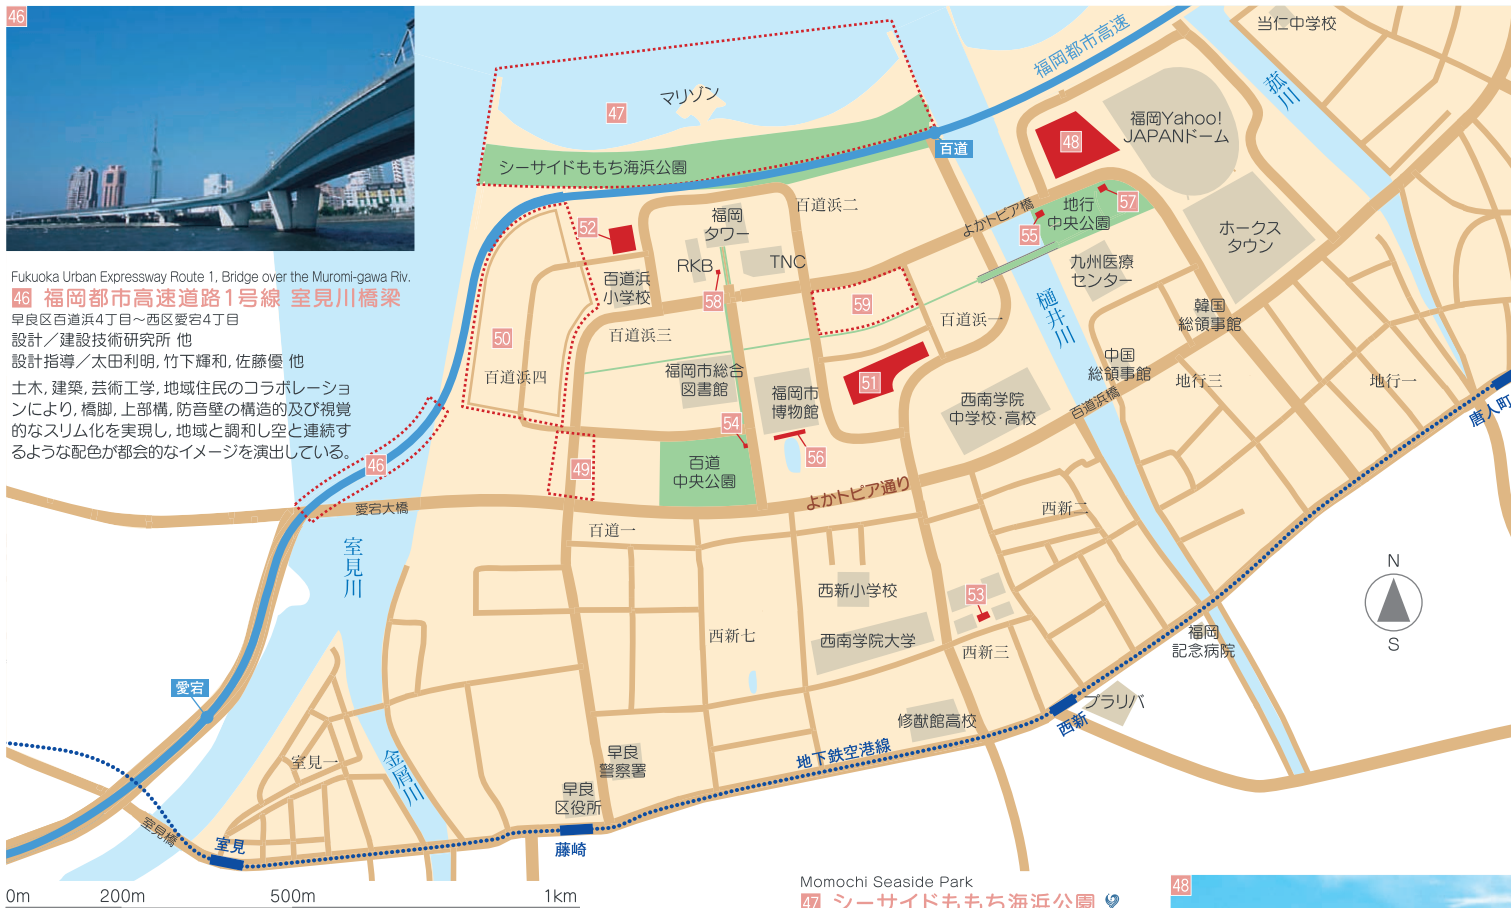 46
Fukuoka Urban Expressway Route 1, Bridge over the Muromi-gawa Riv.
46 福岡都市高速道路1号線 室見川橋梁
早良区百道浜4丁目〜西区愛宕4丁目
設計／建設技術研究所 他
設計指導／太田利明, 竹下輝和, 佐藤優 他
土木, 建築, 芸術工学, 地域住民のコラボレーショ
ンにより, 橋脚, 上部構, 防音壁の構造的及び視覚
的なスリム化を実現し, 地域と調和し空と連続す
るような配色が都会的なイメージを演出している。
当仁中学校
福岡都市高速
菰川
マリゾン
47
福岡Yahoo!
JAPANドーム
48
百道
シーサイドももち海浜公園
57
地行
中央公園
よかトピア橋
55
百道浜二
福岡
タワー
52
ホークス
タウン
RKB
TNC
九州医療
センター
百道浜
小学校
58
59
樋井川
韓国
総領事館
百道浜一
50
百道浜三
中国
総領事館
百道浜四
福岡市総合
図書館
福岡市
博物館
51
地行三
地行一
西南学院
中学校・高校
百道浜橋
唐人町
54
56
46
49
百道
中央公園
よかトピア通り
愛宕大橋
百道一
西新二
室見川
N
S
西新小学校
53
西新七
西南学院大学
西新三
福岡
記念病院
愛宕
プラリバ
修猷館高校
西新
地下鉄空港線
早良
警察署
室見一
金屑川
早良
区役所
室見橋
室見
藤崎
0m 200m 500m 1km
Momochi Seaside Park
47 シーサイドももち海浜公園
48